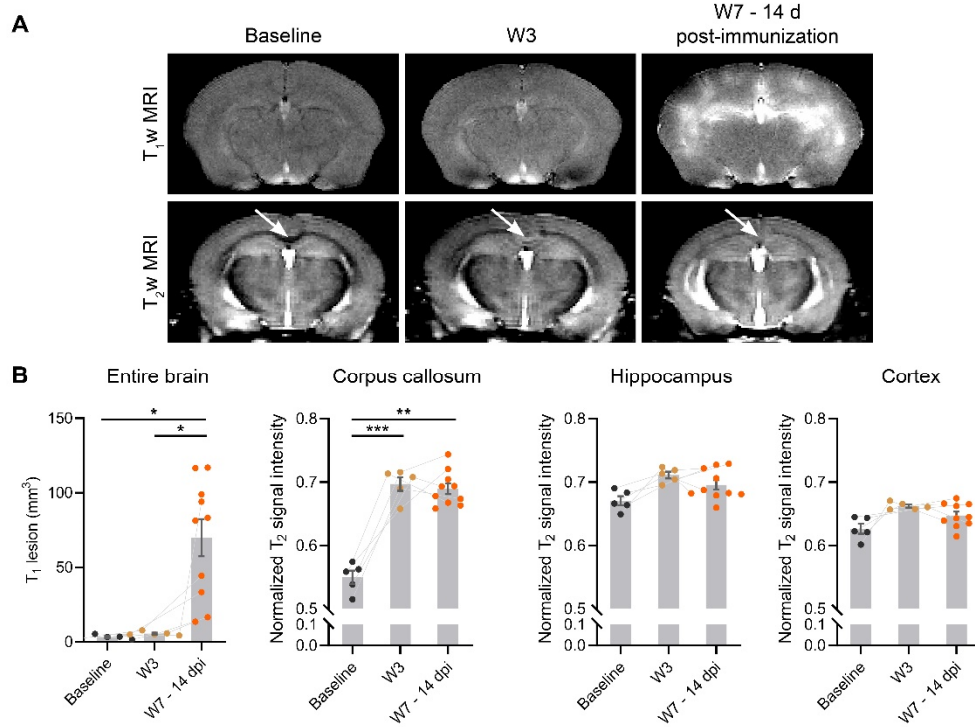 A
Baseline
W3
W7 - 14 d
post-immunization
T₁w MRI
T₂w MRI
B
Entire brain
Corpus callosum
Hippocampus
Cortex
T₁ lesion (mm³)
150
100
50
0
*
*
Baseline
W3
W7 - 14 dpi
Normalized T₂ signal intensity
0.8
0.7
0.6
0.5
0.1
0.0
**
***
Baseline
W3
W7 - 14 dpi
Normalized T₂ signal intensity
0.8
0.7
0.6
0.5
0.1
0.0
Baseline
W3
W7 - 14 dpi
Normalized T₂ signal intensity
0.8
0.7
0.6
0.5
0.1
0.0
Baseline
W3
W7 - 14 dpi